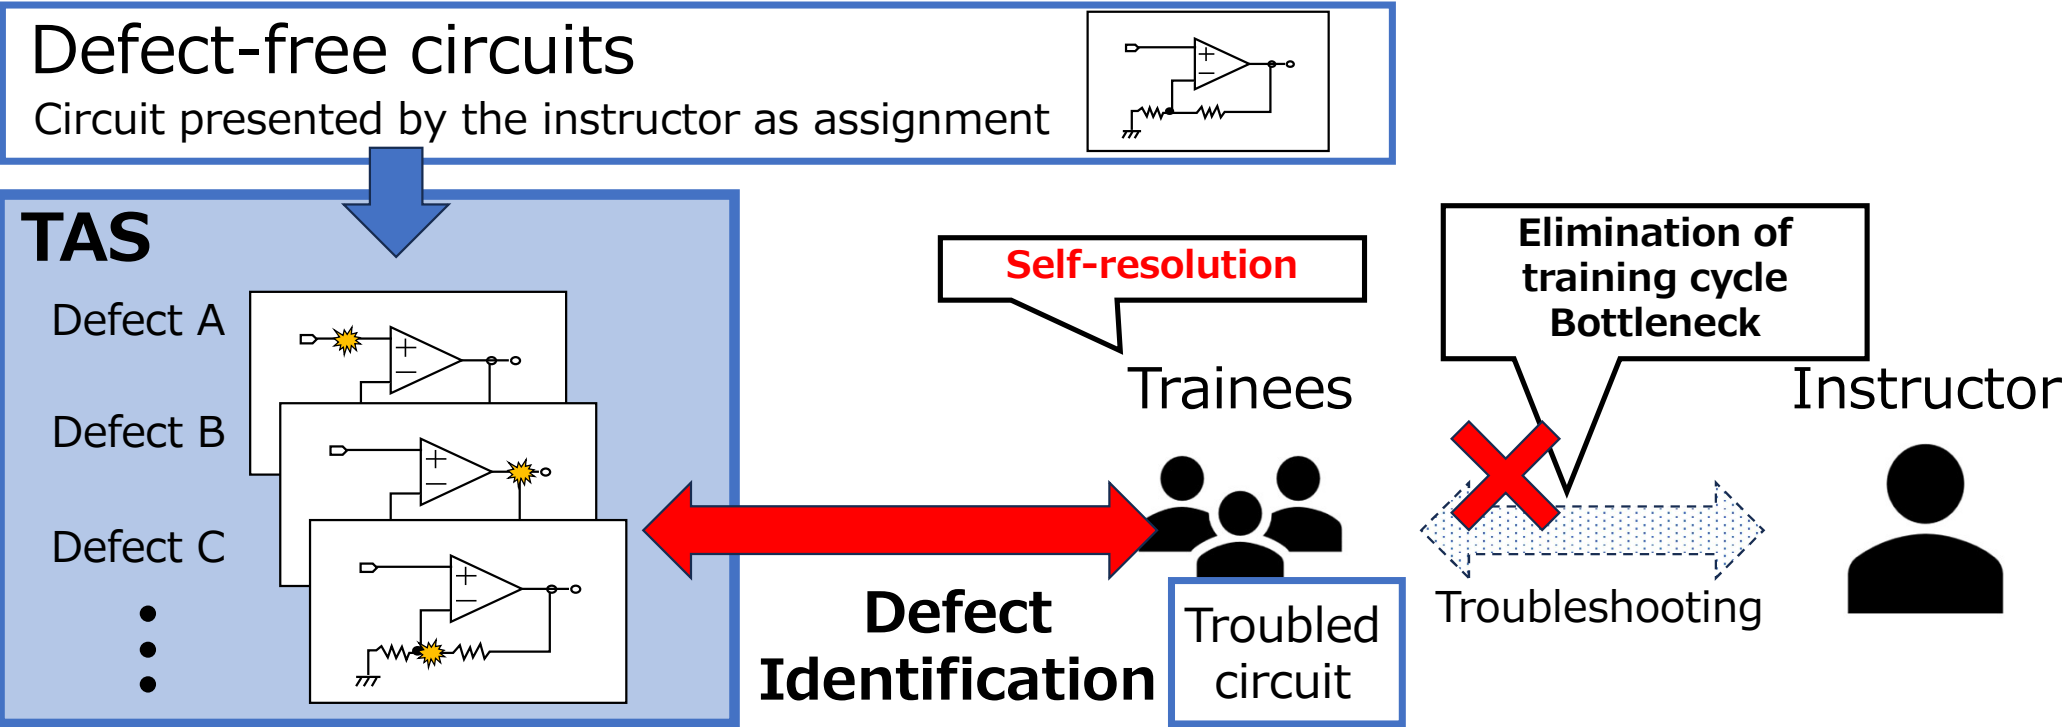 Defect-free circuits
Circuit presented by the instructor as assignment
TAS
Defect A
Defect B
Defect C
Self-resolution
Elimination of
training cycle
Bottleneck
Trainees
Instructor
Defect
Identification
Troubled
circuit
Troubleshooting